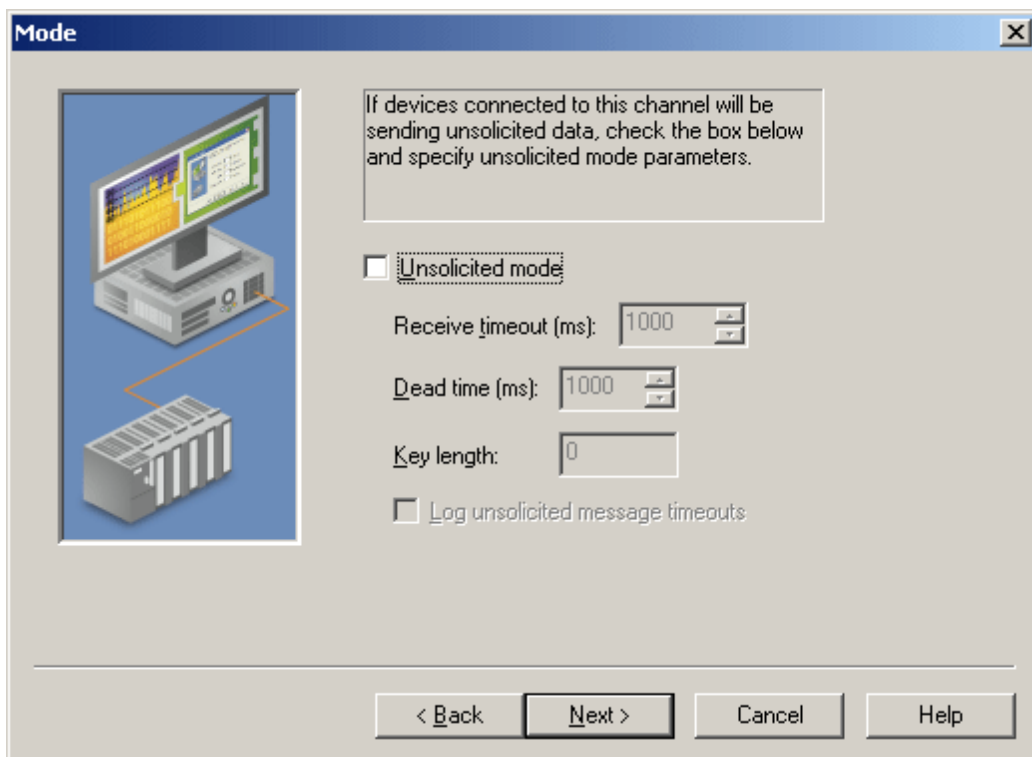 Mode
If devices connected to this channel will be
sending unsolicited data, check the box below
and specify unsolicited mode parameters.
Unsolicited mode
Receive timeout (ms): 1000
Dead time (ms): 1000
Key length: 0
Log unsolicited message timeouts
< Back Next > Cancel Help